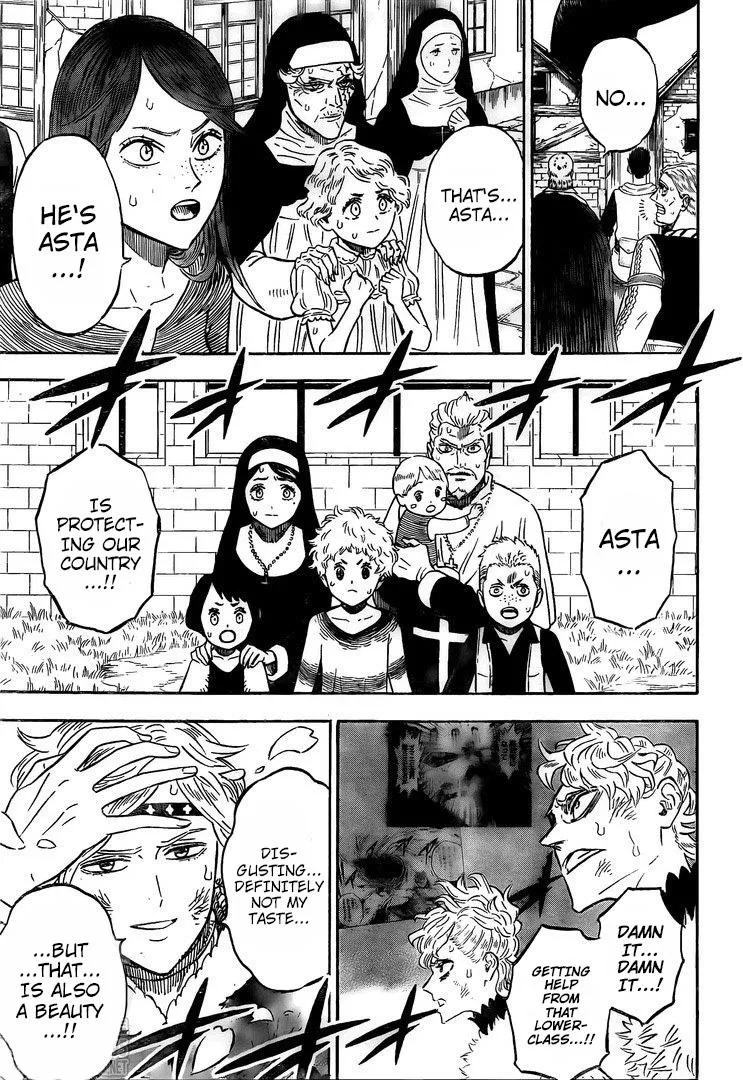 NO...
THAT'S...
ASTA...
HE'S
ASTA
...!
ASTA
...
IS
PROTECT-
ING OUR
COUNTRY
...!!
DAMN
IT...
DAMN
IT...!
GETTING
HELP
FROM
THAT
LOWER-
CLASS...!!
DIS-
GUSTING...
DEFINITELY
NOT MY
TASTE...
...BUT
...THAT...
IS ALSO
A BEAUTY
...!!